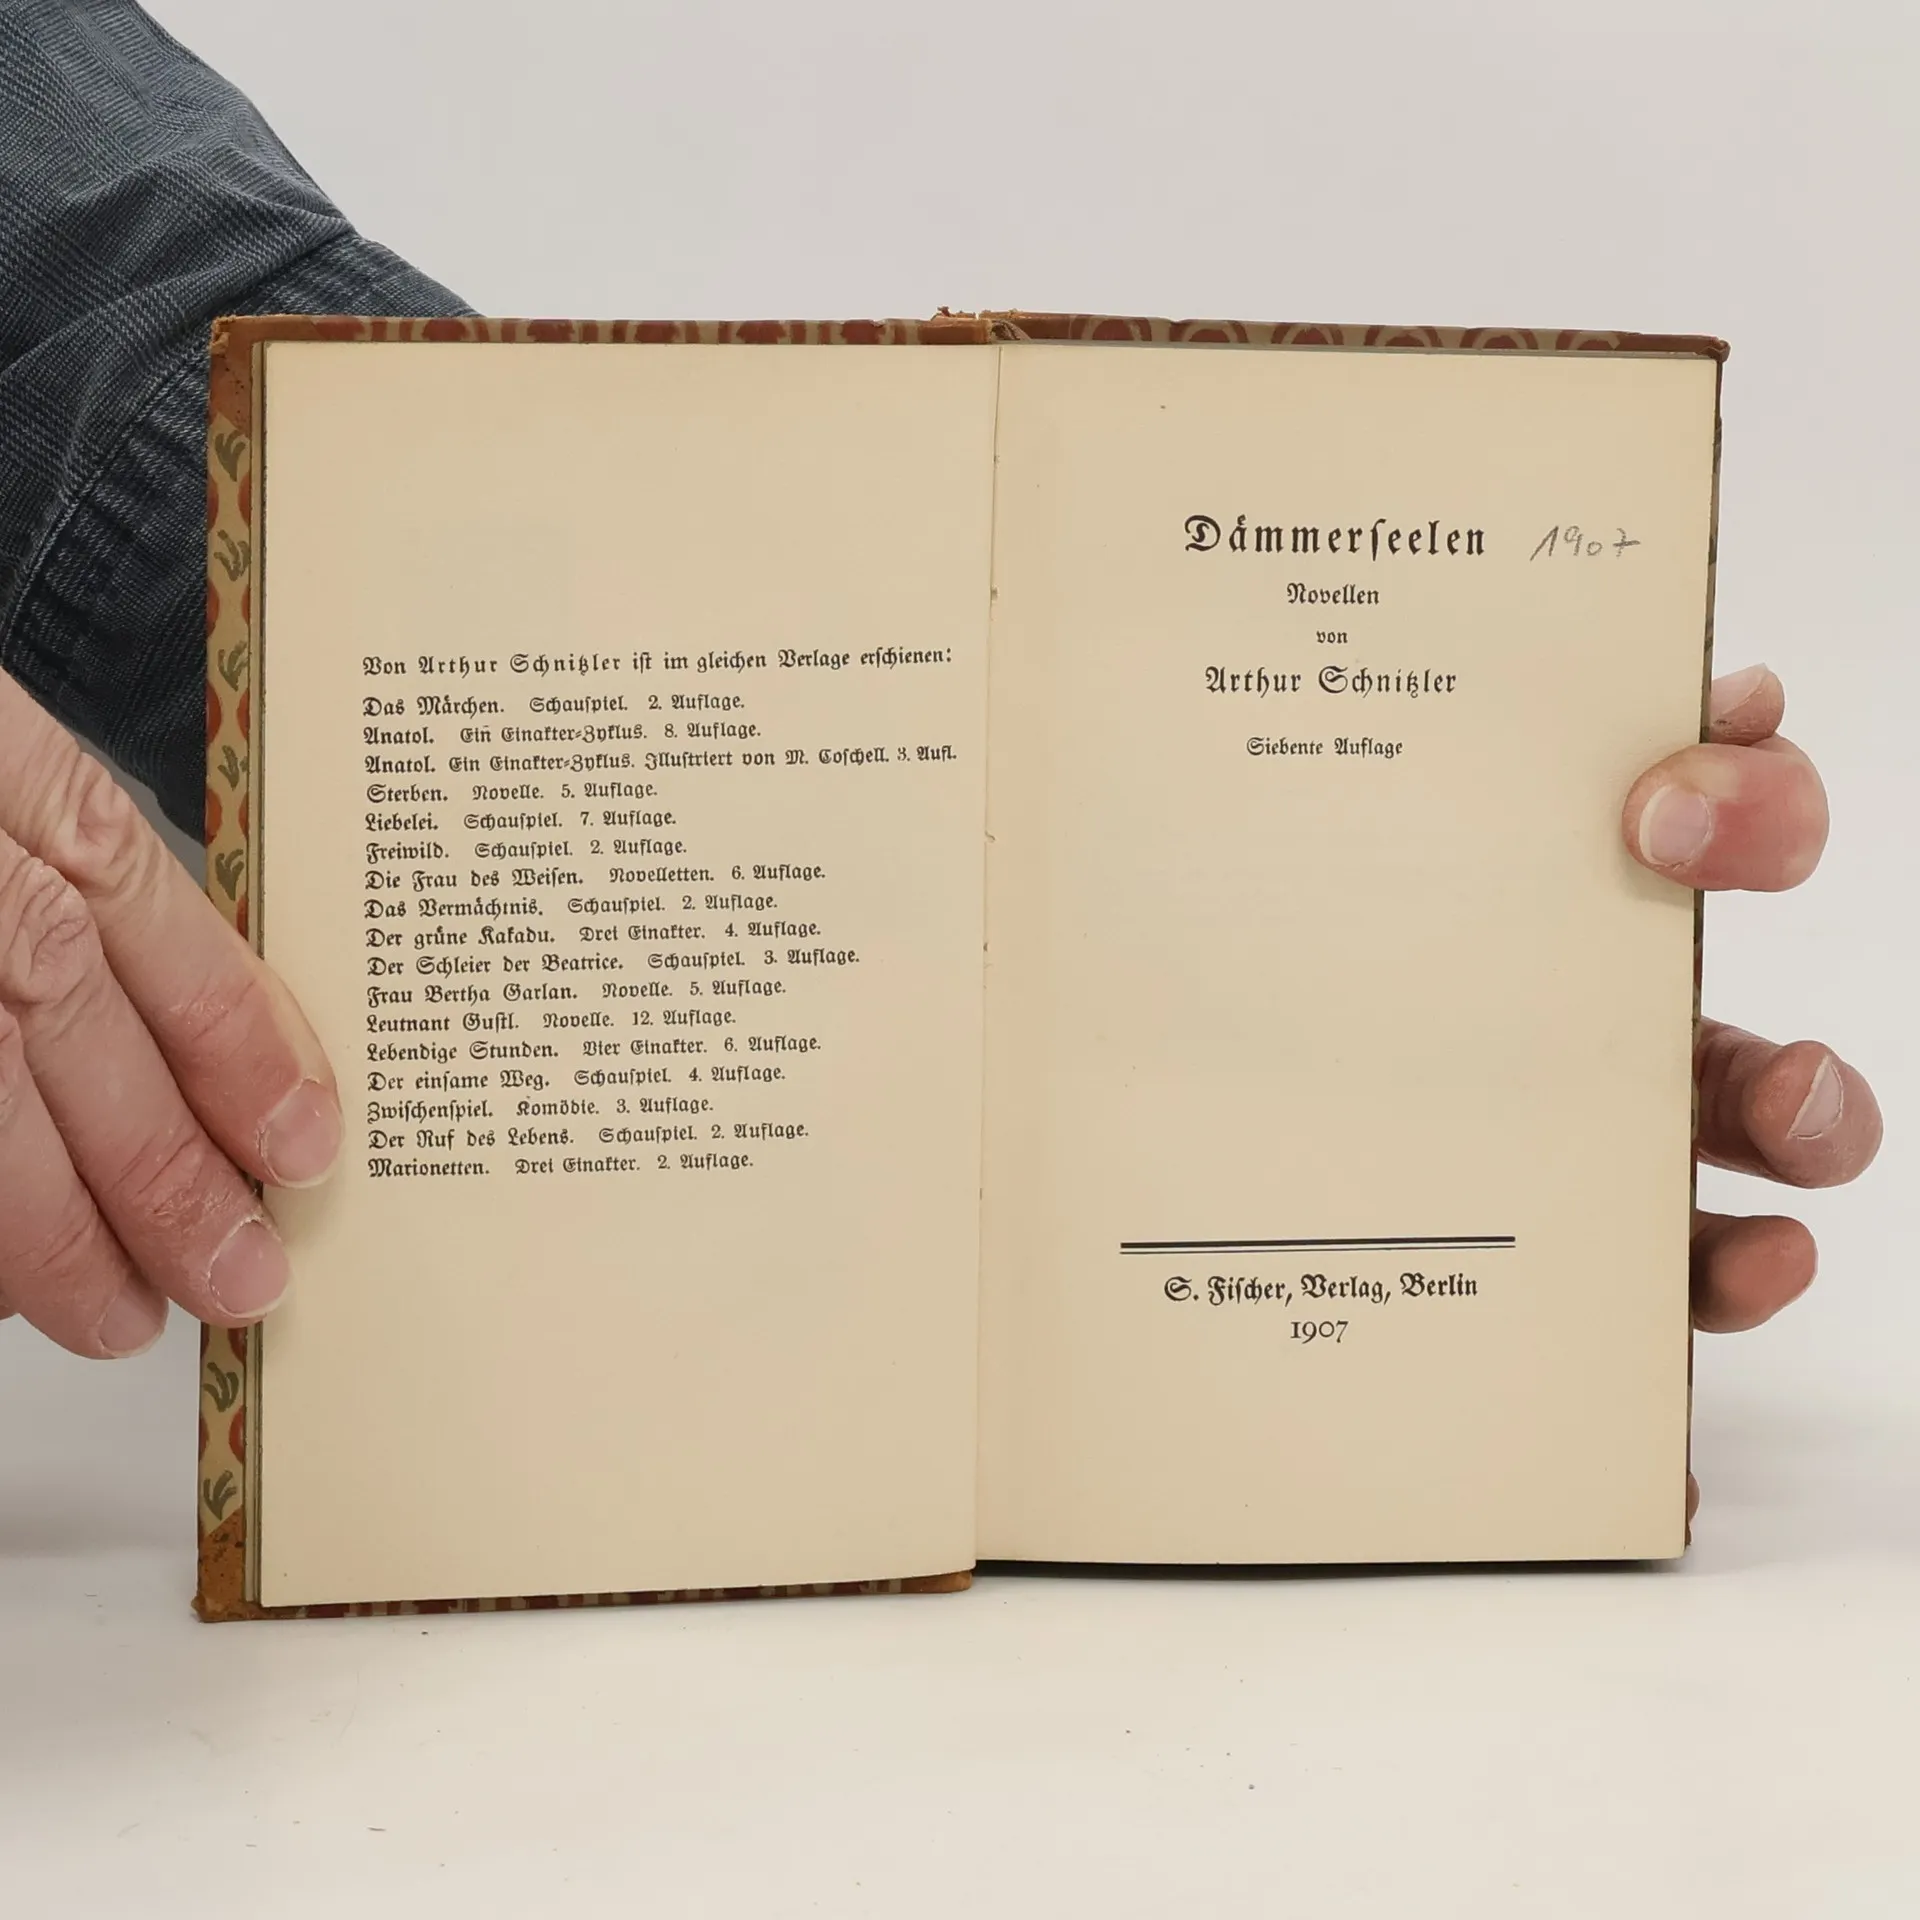 Von Arthur Schnitzler ist im gleichen Verlage erschienen:
Das Märchen. Schauspiel. 2. Auflage.
Anatol. Ein Einakter-Zyklus. 8. Auflage.
Anatol. Ein Einakter-Zyklus. Illustriert von M. Coschell. 3. Aufl.
Sterben. Novelle. 5. Auflage.
Liebelei. Schauspiel. 7. Auflage.
Freiwild. Schauspiel. 2. Auflage.
Die Frau des Weisen. Novelletten. 6. Auflage.
Das Vermächtnis. Schauspiel. 2. Auflage.
Der grüne Kakadu. Drei Einakter. 4. Auflage.
Der Schleier der Beatrice. Schauspiel. 3. Auflage.
Frau Bertha Garlan. Novelle. 5. Auflage.
Leutnant Gustl. Novelle. 12. Auflage.
Lebendige Stunden. Vier Einakter. 6. Auflage.
Der einsame Weg. Schauspiel. 4. Auflage.
Zwischenspiel. Komödie. 3. Auflage.
Der Ruf des Lebens. Schauspiel. 2. Auflage.
Marionetten. Drei Einakter. 2. Auflage.
Dämmerseelen 1907
Novellen
von
Arthur Schnitzler
Siebente Auflage
S. Fischer, Verlag, Berlin
1907